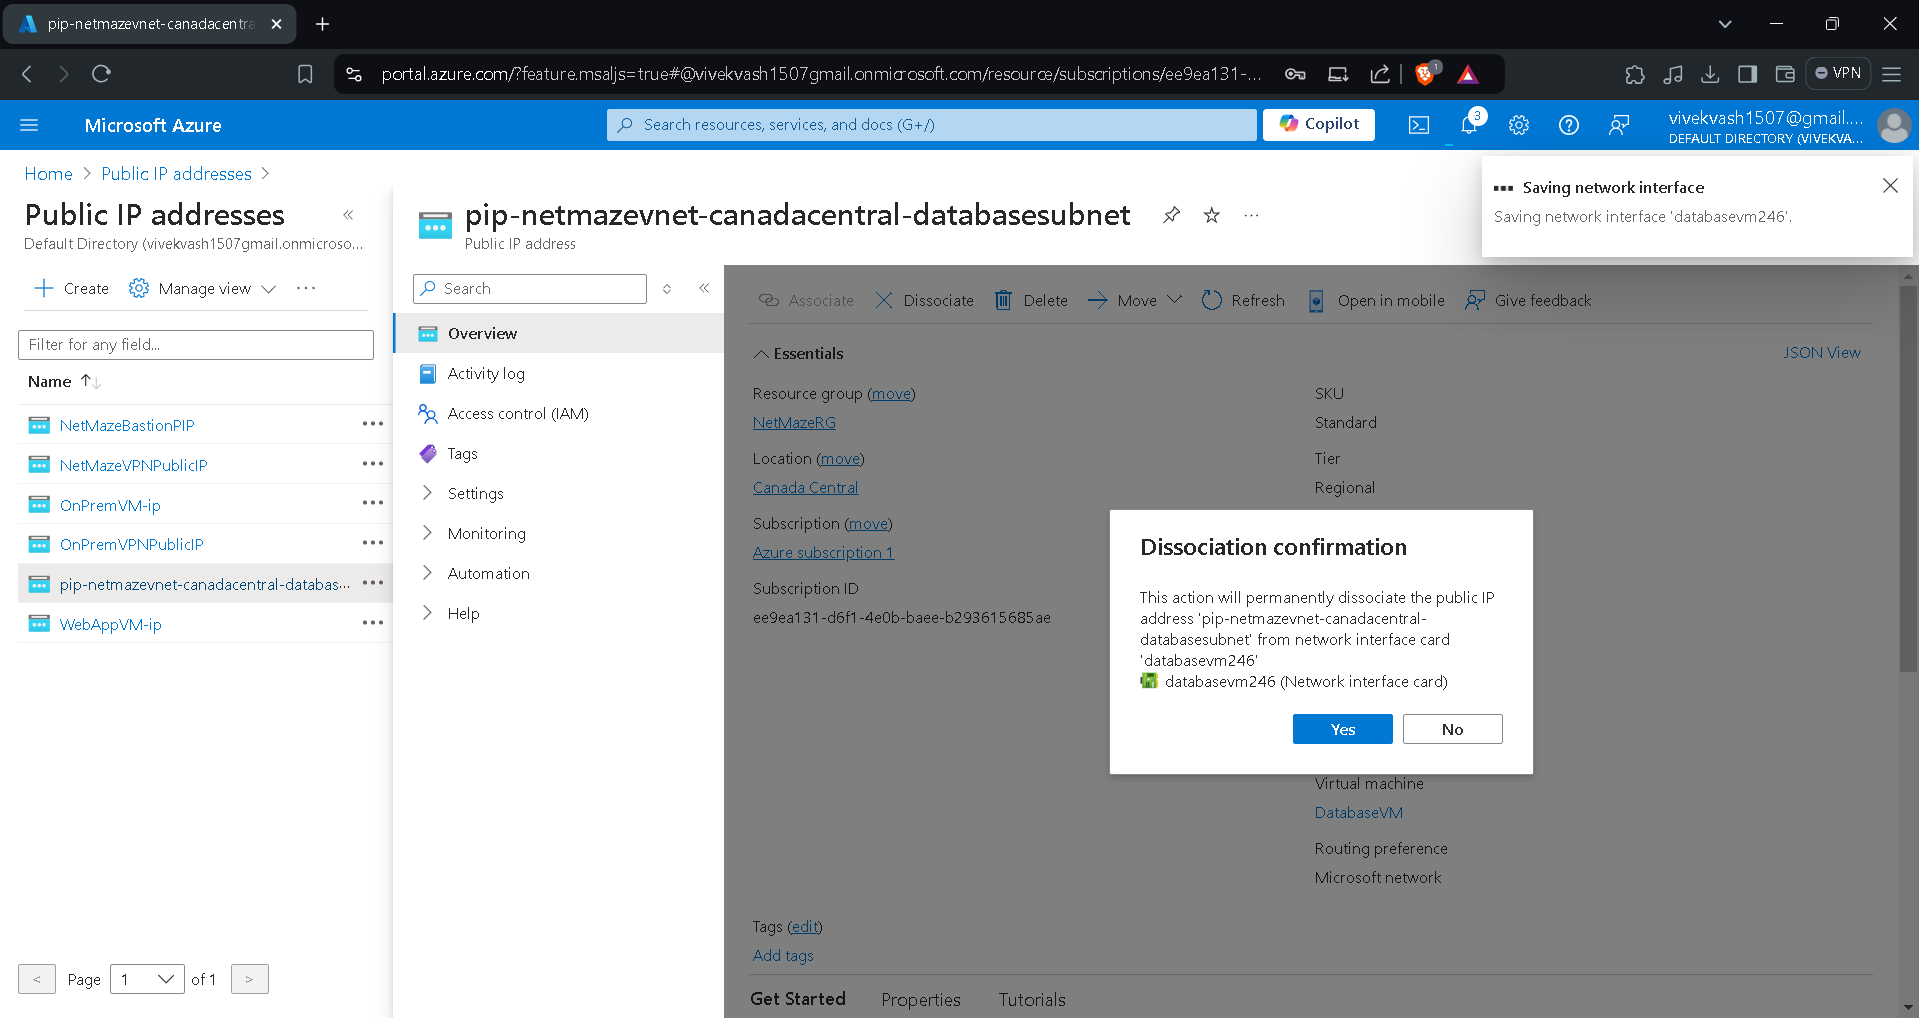 pip-netmazevnet-canadacentra
portal.azure.com/?feature.msaljs=true#@vivekvash1507gmail.onmicrosoft.com/resource/subscriptions/ee9ea131-...
1
VPN
Microsoft Azure
Search resources, services, and docs (G+/)
Copilot
3
vivekvash1507@gmail....
DEFAULT DIRECTORY (VIVEKVA...
Home > Public IP addresses >
Saving network interface
Saving network interface 'databasevm246'.
Public IP addresses
Default Directory (vivekvash1507gmail.onmicroso...
pip-netmazevnet-canadacentral-databasesubnet
Public IP address
Create
Manage view
Filter for any field...
Name
NetMazeBastionPIP
NetMazeVPNPublicIP
OnPremVM-ip
OnPremVPNPublicIP
pip-netmazevnet-canadacentral-databas...
WebAppVM-ip
< Page 1 of 1 >
Search
Overview
Activity log
Access control (IAM)
Tags
Settings
Monitoring
Automation
Help
Associate
Dissociate
Delete
Move
Refresh
Open in mobile
Give feedback
Essentials
JSON View
Resource group (move)
NetMazeRG
Location (move)
Canada Central
Subscription (move)
Azure subscription 1
Subscription ID
ee9ea131-d6f1-4e0b-baee-b293615685ae
SKU
Standard
Tier
Regional
Dissociation confirmation
This action will permanently dissociate the public IP
address 'pip-netmazevnet-canadacentral-
databasesubnet' from network interface card
'databasevm246'
databasevm246 (Network interface card)
Yes
No
Virtual machine
DatabaseVM
Routing preference
Microsoft network
Tags (edit)
Add tags
Get Started
Properties
Tutorials